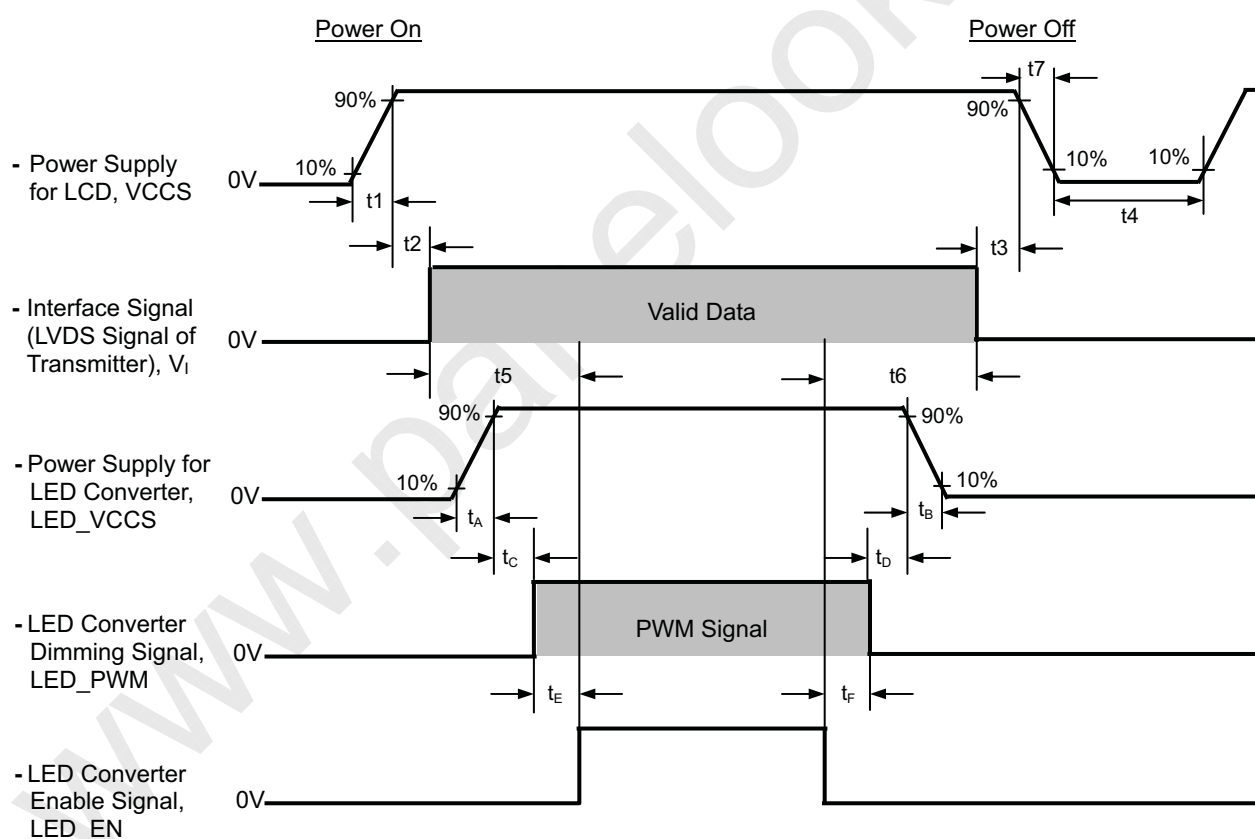 Power On
Power Off
t7
90%
90%
- Power Supply
for LCD, VCCS
0V
10%
10%
10%
t1
t4
t2
t3
- Interface Signal
(LVDS Signal of
Transmitter), VI
0V
Valid Data
t5
t6
90%
90%
- Power Supply for
LED Converter,
LED_VCCS
0V
10%
10%
tA
tB
tC
tD
- LED Converter
Dimming Signal,
LED_PWM
0V
PWM Signal
tE
tF
- LED Converter
Enable Signal,
LED_EN
0V